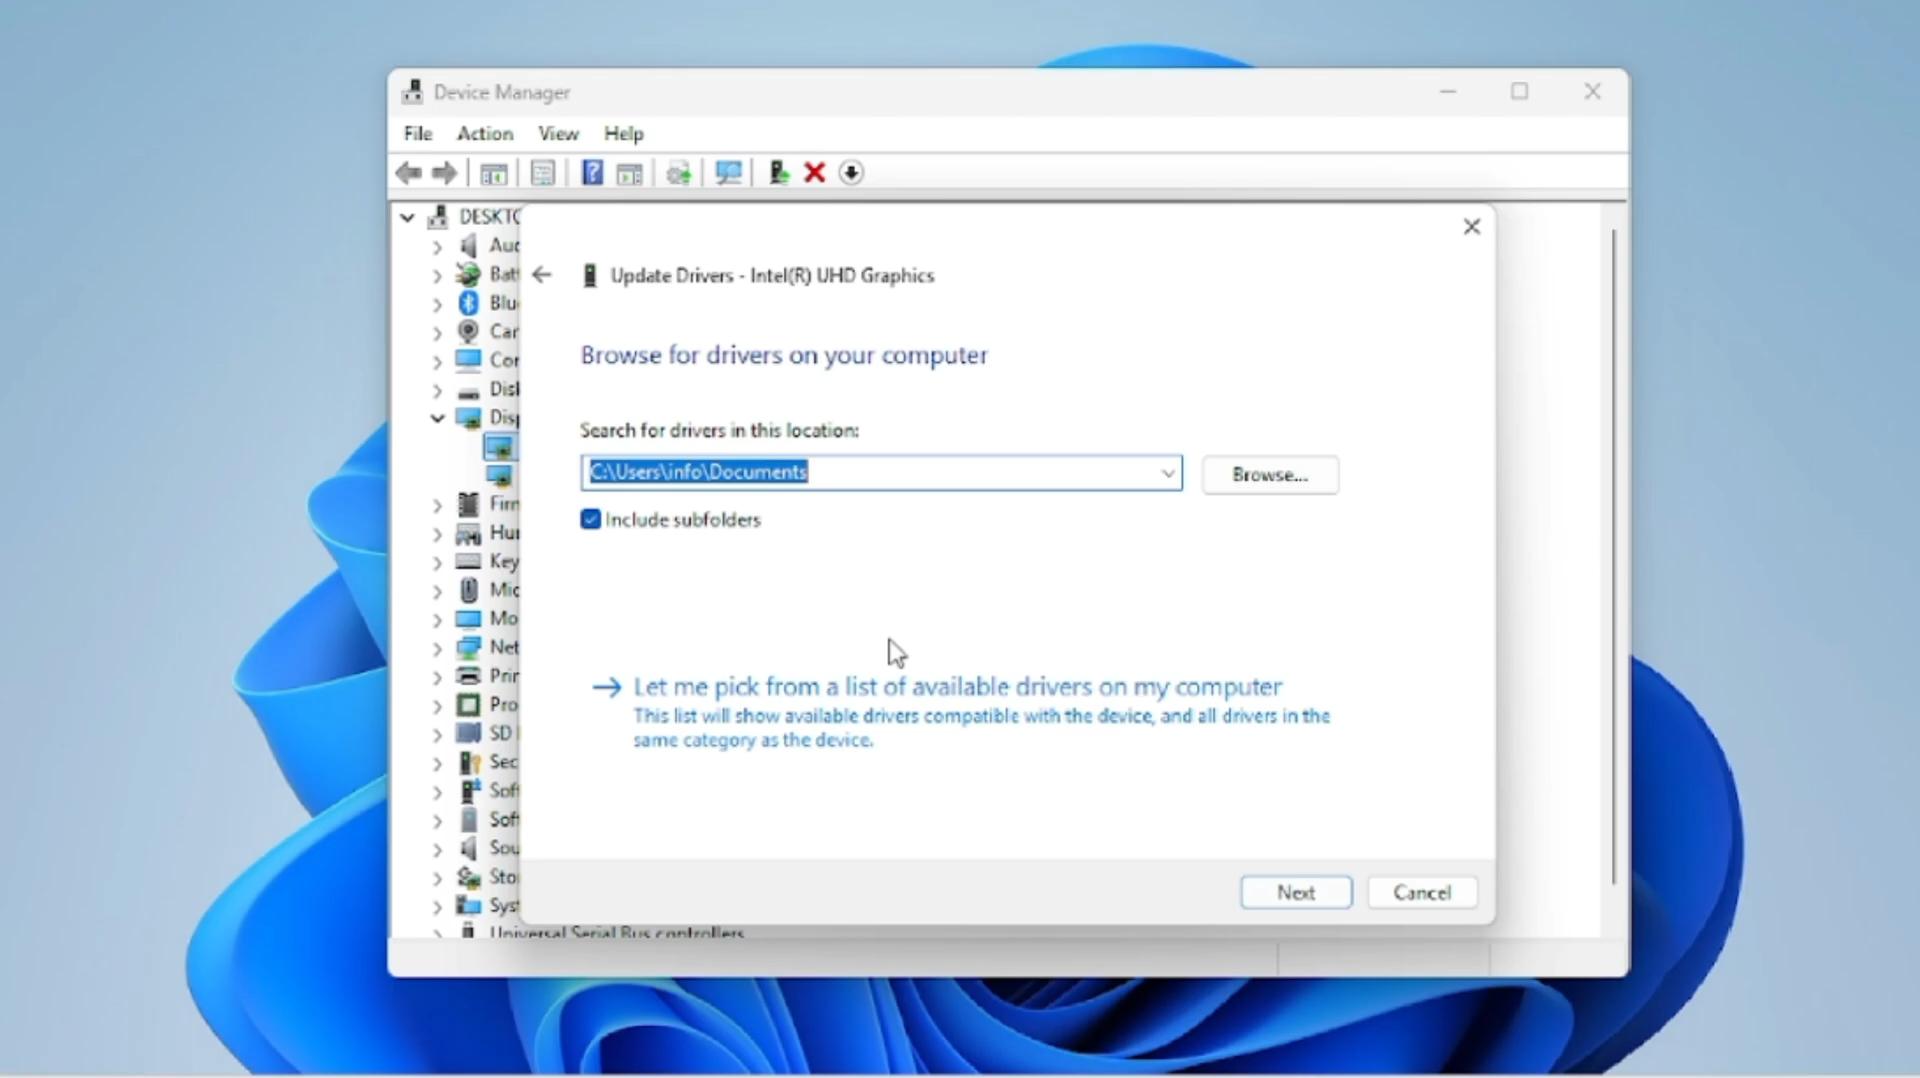 Device Manager
File Action View Help
DESKTO
Aud
Batt
Blu
Car
Cor
Disk
Disp
Update Drivers - Intel(R) UHD Graphics
Browse for drivers on your computer
Search for drivers in this location:
C:\Users\info\Documents
Browse...
Include subfolders
Firn
Hur
Key
Mic
Mo
Net
Prin
Pro
SD
Sec
Soft
Soft
Sou
Sto
Syst
Universal Serial Bus controllers
Let me pick from a list of available drivers on my computer
This list will show available drivers compatible with the device, and all drivers in the
same category as the device.
Next
Cancel